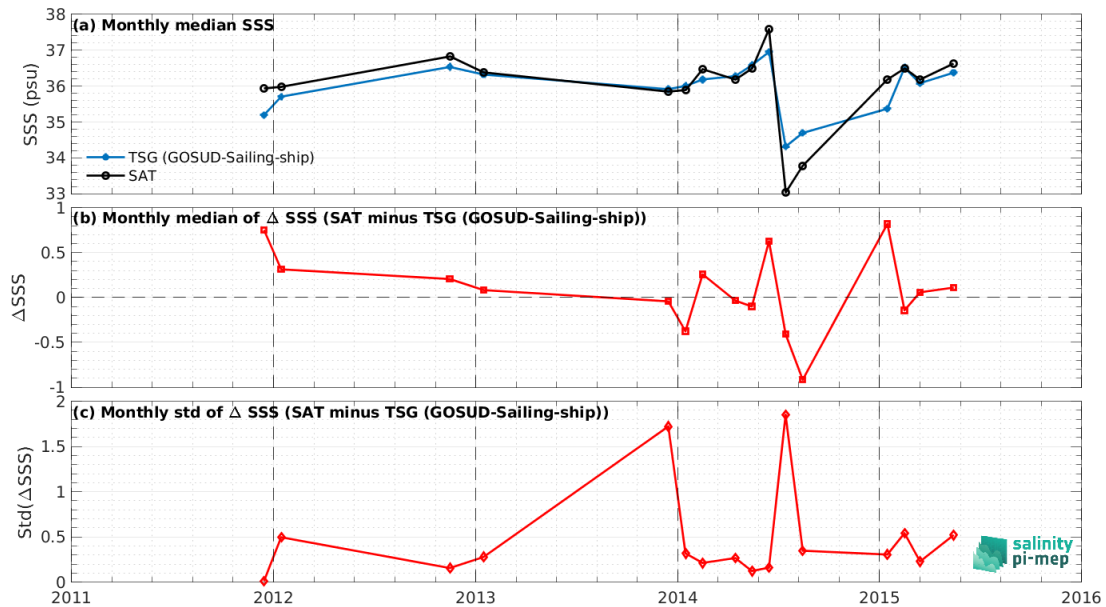 (a) Monthly median SSS
38
37
36
35
34
33
SSS (psu)
TSG (GOSUD-Sailing-ship)
SAT
(b) Monthly median of Δ SSS (SAT minus TSG (GOSUD-Sailing-ship))
1
0.5
0
-0.5
-1
ΔSSS
(c) Monthly std of Δ SSS (SAT minus TSG (GOSUD-Sailing-ship))
2
1.5
1
0.5
0
Std(ΔSSS)
salinity
pi-mep
2011 2012 2013 2014 2015 2016